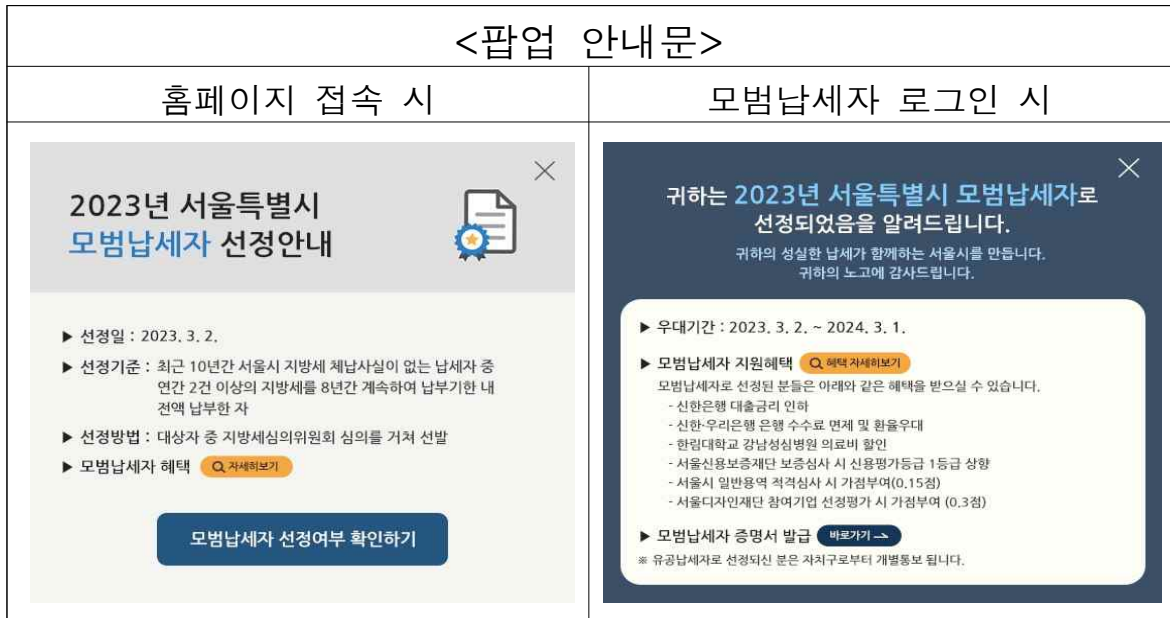 <팝업 안내문>
홈페이지 접속 시
모범납세자 로그인 시
2023년 서울특별시
모범납세자 선정안내
▶ 선정일 : 2023. 3. 2.
▶ 선정기준 : 최근 10년간 서울시 지방세 체납사실이 없는 납세자 중
연간 2건 이상의 지방세를 8년간 계속하여 납부기한 내
전액 납부한 자
▶ 선정방법 : 대상자 중 지방세심의위원회 심의를 거쳐 선발
▶ 모범납세자 혜택 자세히보기
모범납세자 선정여부 확인하기
귀하는 2023년 서울특별시 모범납세자로
선정되었음을 알려드립니다.
귀하의 성실한 납세가 함께하는 서울시를 만듭니다.
귀하의 노고에 감사드립니다.
▶ 우대기간 : 2023. 3. 2. ~ 2024. 3. 1.
▶ 모범납세자 지원혜택 혜택 자세히보기
모범납세자로 선정된 분들은 아래와 같은 혜택을 받으실 수 있습니다.
- 신한은행 대출금리 인하
- 신한·우리은행 은행 수수료 면제 및 환율우대
- 한림대학교 강남성심병원 의료비 할인
- 서울신용보증재단 보증심사 시 신용평가등급 1등급 상향
- 서울시 일반용역 적격심사 시 가점부여(0.15점)
- 서울디자인재단 참여기업 선정평가 시 가점부여 (0.3점)
▶ 모범납세자 증명서 발급 바로가기
※ 유공납세자로 선정되신 분은 자치구로부터 개별통보 됩니다.